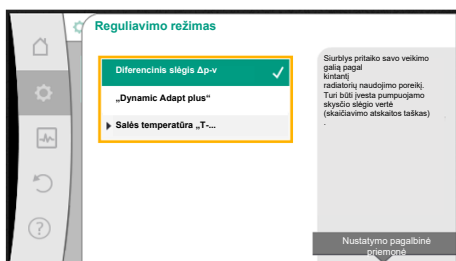 Reguliavimo režimas
Diferencinis slėgis Δp-v
„Dynamic Adapt plus“
Salės temperatūra „T-...
Siurblys pritaiko savo veikimo
galią pagal
kintantį
radiatorių naudojimo poreikį.
Turi būti įvesta pumpuojamo
skysčio slėgio vertė
(skaičiavimo atskaitos taškas)
.
Nustatymo pagalbinė
priemonė